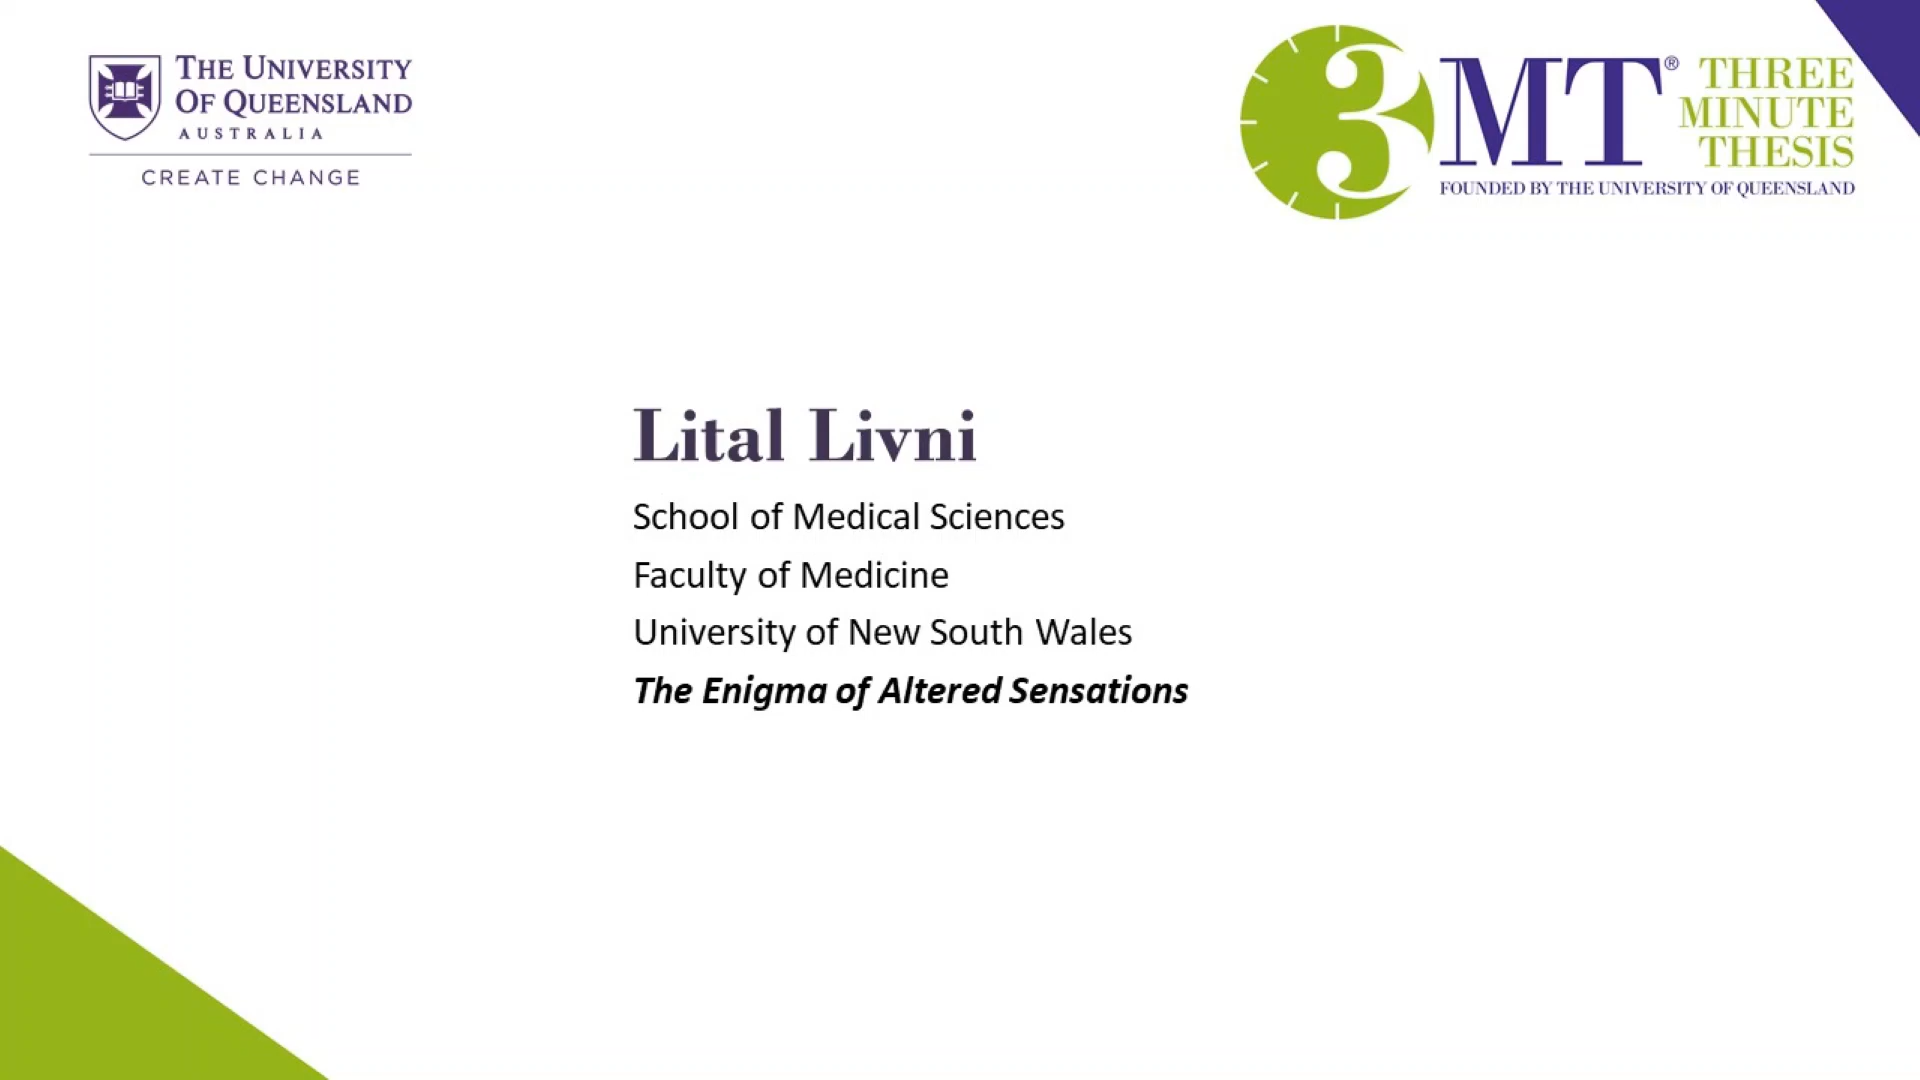 THE UNIVERSITY
OF QUEENSLAND
AUSTRALIA
CREATE CHANGE
3MT® THREE
MINUTE
THESIS
FOUNDED BY THE UNIVERSITY OF QUEENSLAND
Lital Livni
School of Medical Sciences
Faculty of Medicine
University of New South Wales
The Enigma of Altered Sensations